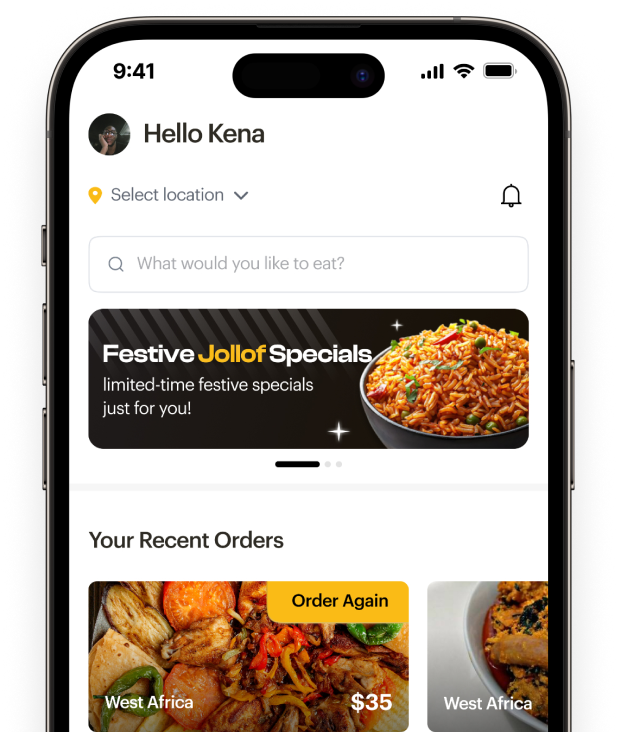 9:41
Hello Kena
Select location
What would you like to eat?
Festive Jollof Specials
limited-time festive specials
just for you!
Your Recent Orders
Order Again
West Africa
$35
West Africa